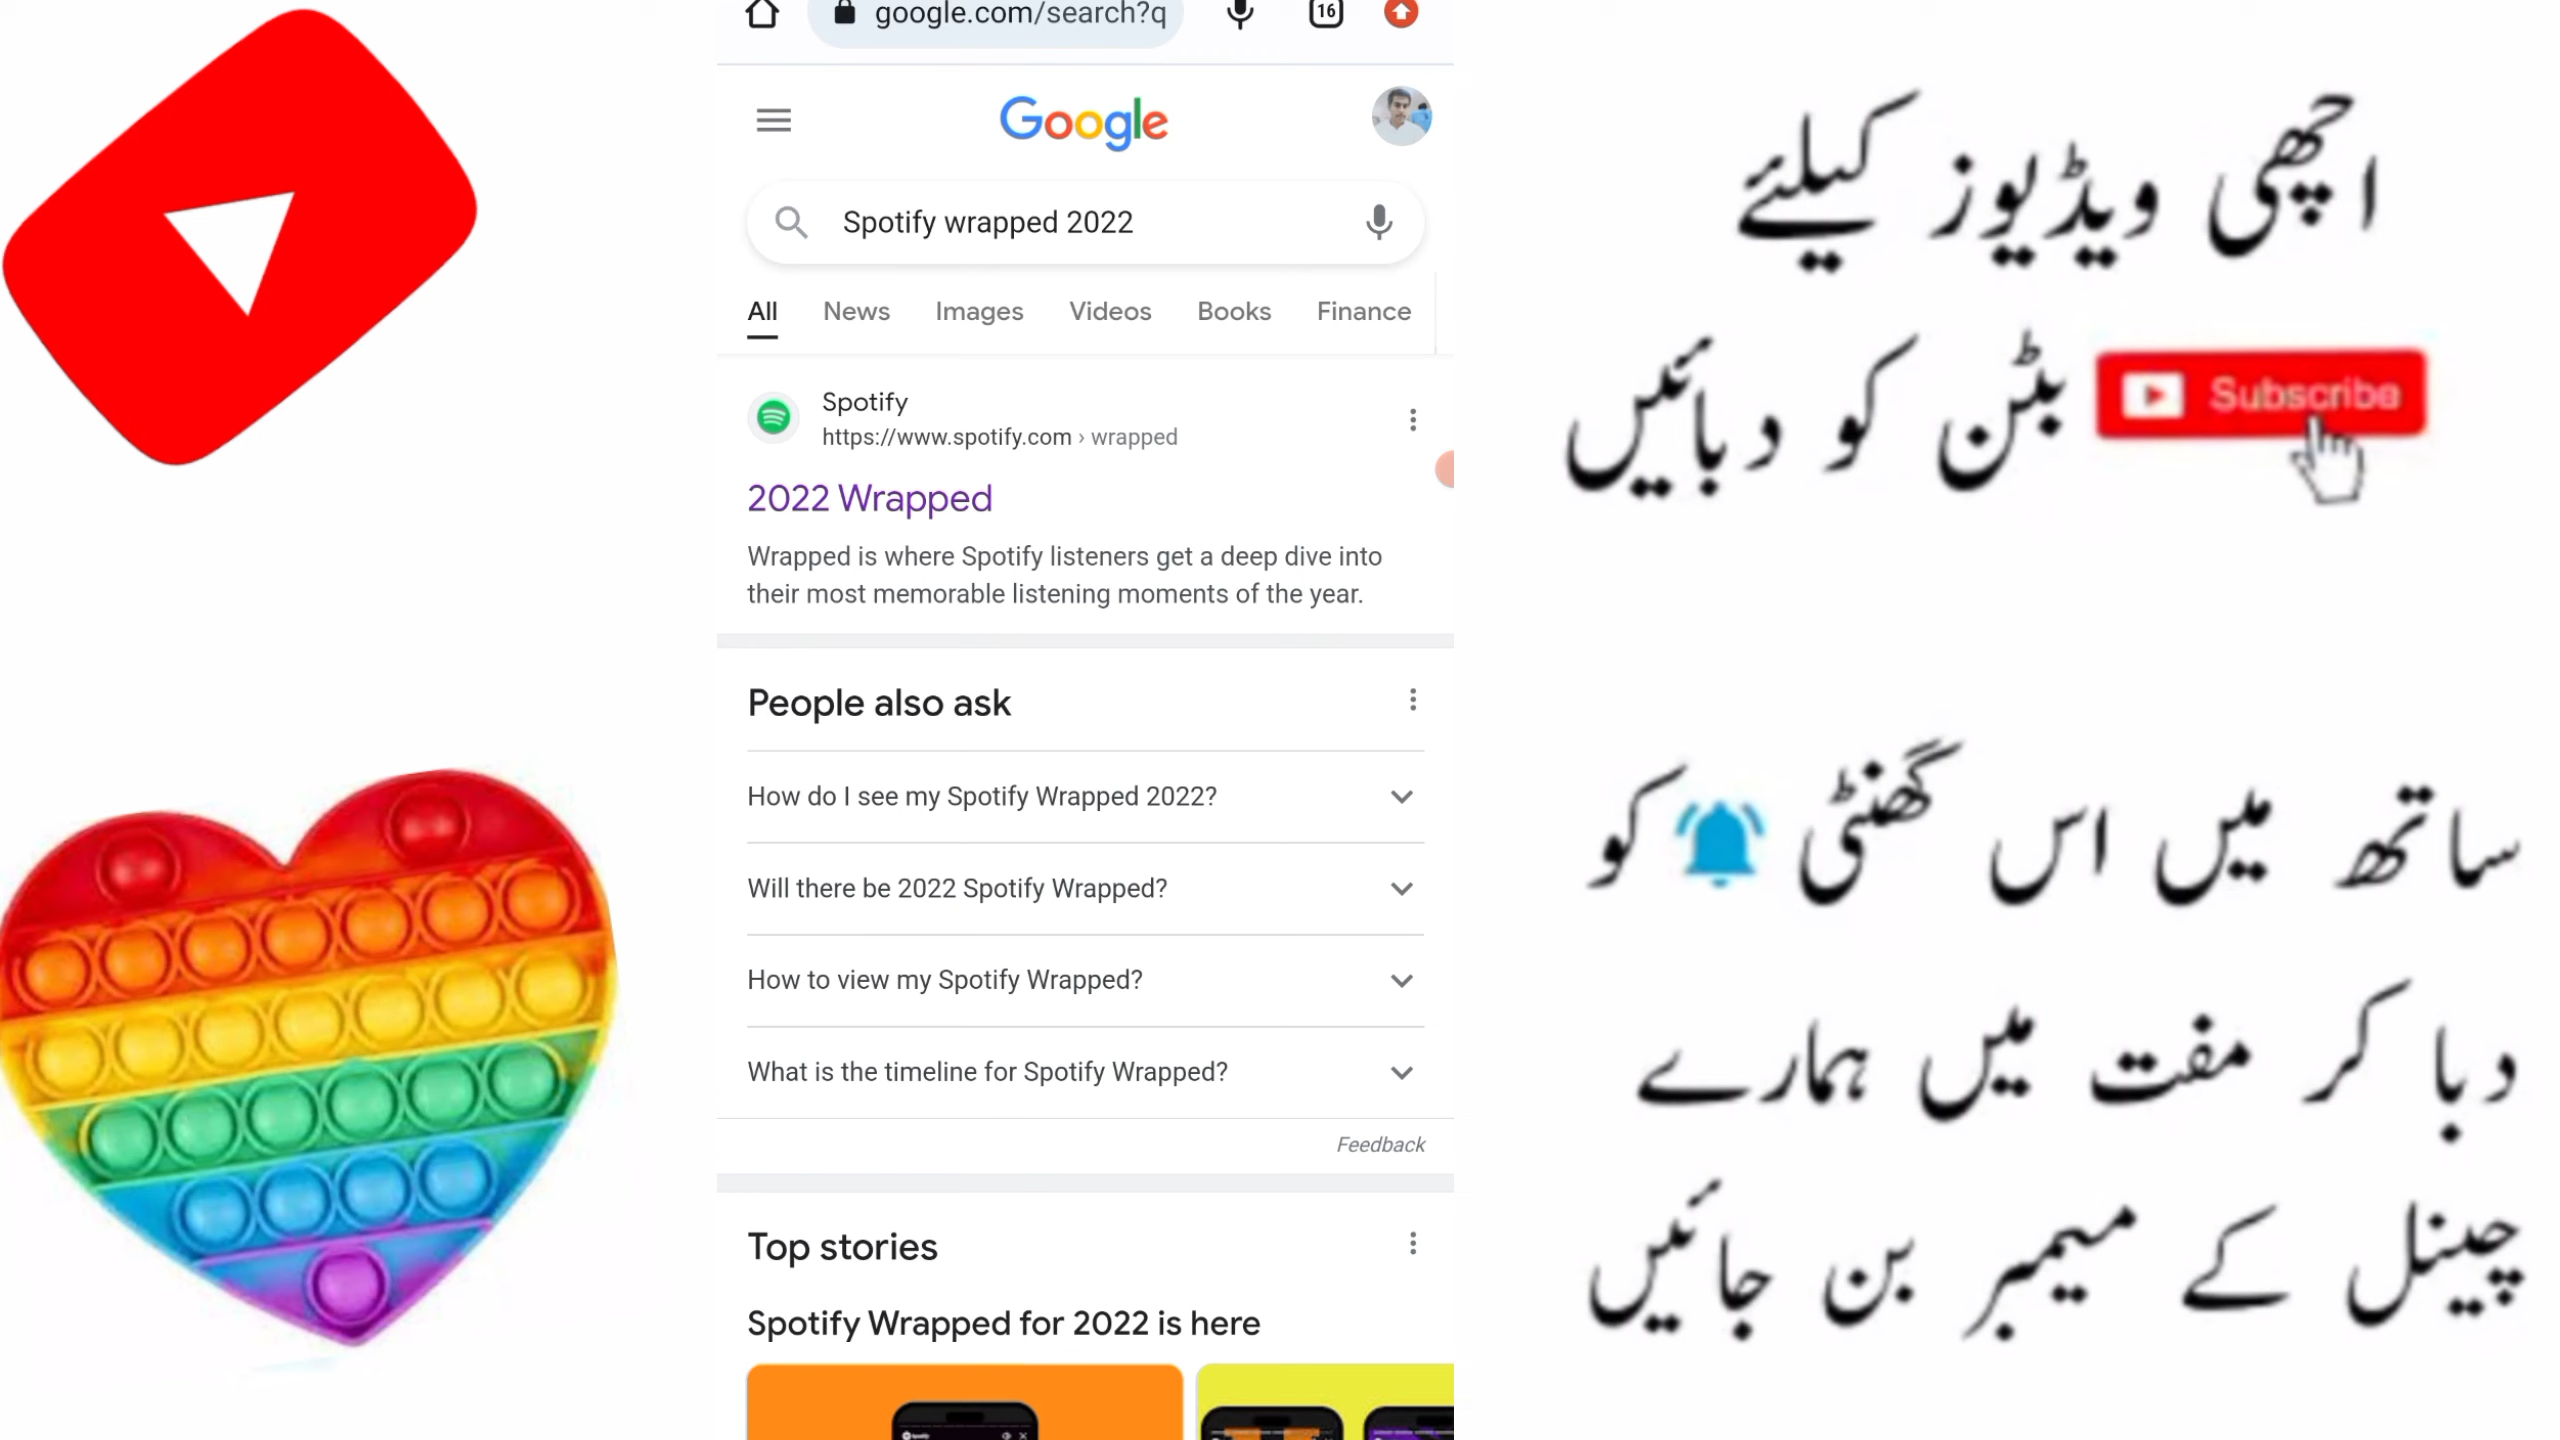 google.com/search?q
16
Google
Spotify wrapped 2022
All News Images Videos Books Finance
Spotify
https://www.spotify.com › wrapped
2022 Wrapped
Wrapped is where Spotify listeners get a deep dive into
their most memorable listening moments of the year.
People also ask
How do I see my Spotify Wrapped 2022?
Will there be 2022 Spotify Wrapped?
How to view my Spotify Wrapped?
What is the timeline for Spotify Wrapped?
Feedback
Top stories
Spotify Wrapped for 2022 is here
اچھی ویڈیوز کیلئے
Subscribe بٹن کو دبائیں
ساتھ میں اس گھنٹی کو
دبا کر مفت میں ہمارے
چینل کے میمبر بن جائیں